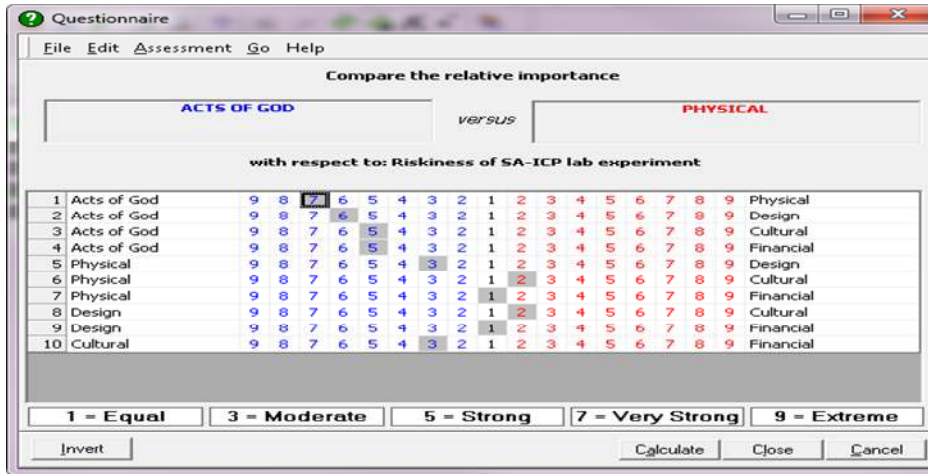 Questionnaire
File Edit Assessment Go Help
Compare the relative importance
ACTS OF GOD versus PHYSICAL
with respect to: Riskiness of SA-ICP lab experiment
1 Acts of God 9 8 7 6 5 4 3 2 1 2 3 4 5 6 7 8 9 Physical
2 Acts of God 9 8 7 6 5 4 3 2 1 2 3 4 5 6 7 8 9 Design
3 Acts of God 9 8 7 6 5 4 3 2 1 2 3 4 5 6 7 8 9 Cultural
4 Acts of God 9 8 7 6 5 4 3 2 1 2 3 4 5 6 7 8 9 Financial
5 Physical 9 8 7 6 5 4 3 2 1 2 3 4 5 6 7 8 9 Design
6 Physical 9 8 7 6 5 4 3 2 1 2 3 4 5 6 7 8 9 Cultural
7 Physical 9 8 7 6 5 4 3 2 1 2 3 4 5 6 7 8 9 Financial
8 Design 9 8 7 6 5 4 3 2 1 2 3 4 5 6 7 8 9 Cultural
9 Design 9 8 7 6 5 4 3 2 1 2 3 4 5 6 7 8 9 Financial
10 Cultural 9 8 7 6 5 4 3 2 1 2 3 4 5 6 7 8 9 Financial
1 = Equal 3 = Moderate 5 = Strong 7 = Very Strong 9 = Extreme
Invert Calculate Close Cancel